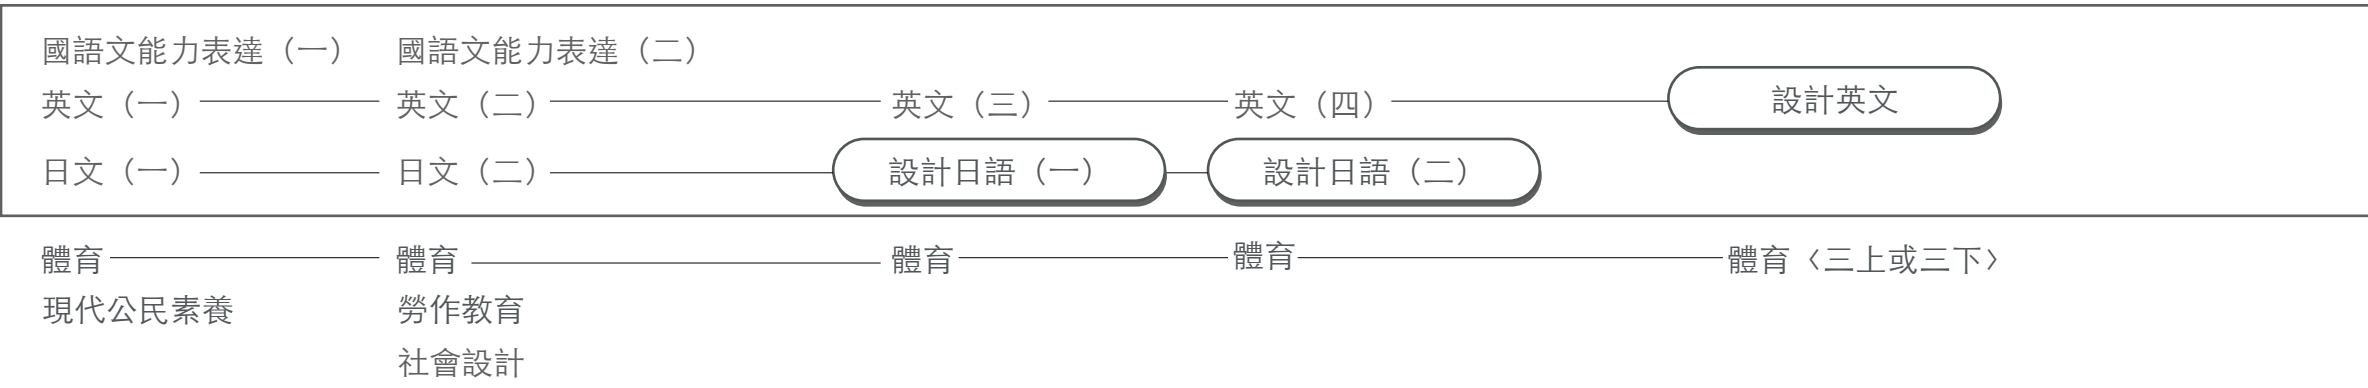 國語文能力表達（一） 國語文能力表達（二）
英文（一） 英文（二） 英文（三） 英文（四） 設計英文
日文（一） 日文（二） 設計日語（一） 設計日語（二）
體育 體育 體育 體育 體育〈三上或三下〉
現代公民素養 勞作教育
社會設計